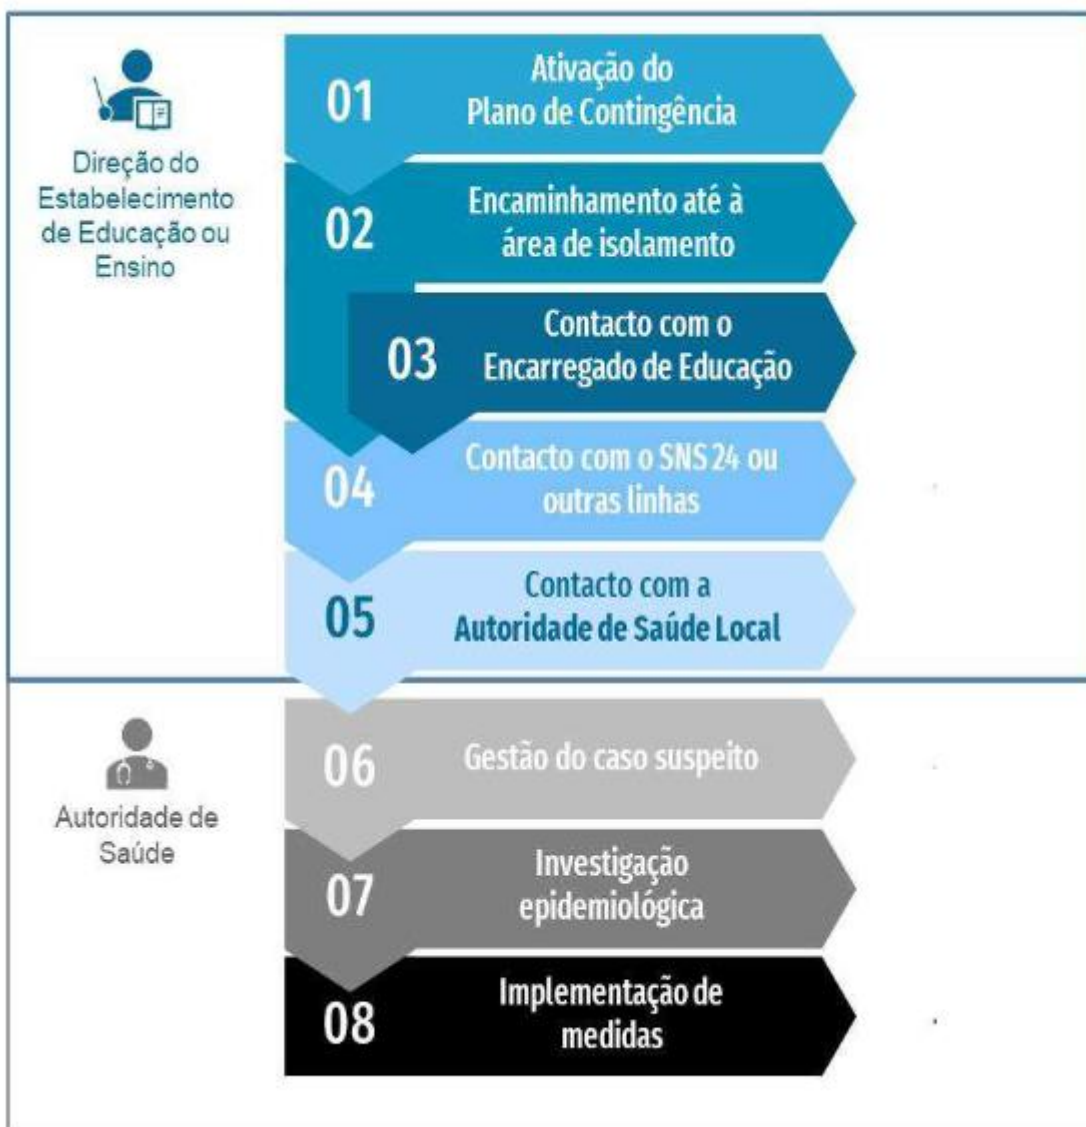 Direção do
Estabelecimento
de Educação ou
Ensino
01
Ativação do
Plano de Contingência
02
Encaminhamento até à
área de isolamento
03
Contacto com o
Encarregado de Educação
04
Contacto com o SNS 24 ou
outras linhas
05
Contacto com a
Autoridade de Saúde Local
Autoridade de
Saúde
06
Gestão do caso suspeito
07
Investigação
epidemiológica
08
Implementação de
medidas